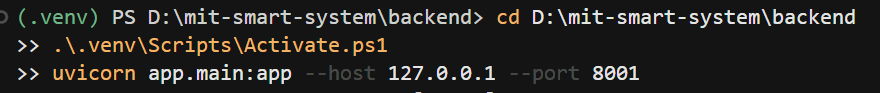 (.venv) PS D:\mit-smart-system\backend> cd D:\mit-smart-system\backend
>> .\.venv\Scripts\Activate.ps1
>> uvicorn app.main:app --host 127.0.0.1 --port 8001